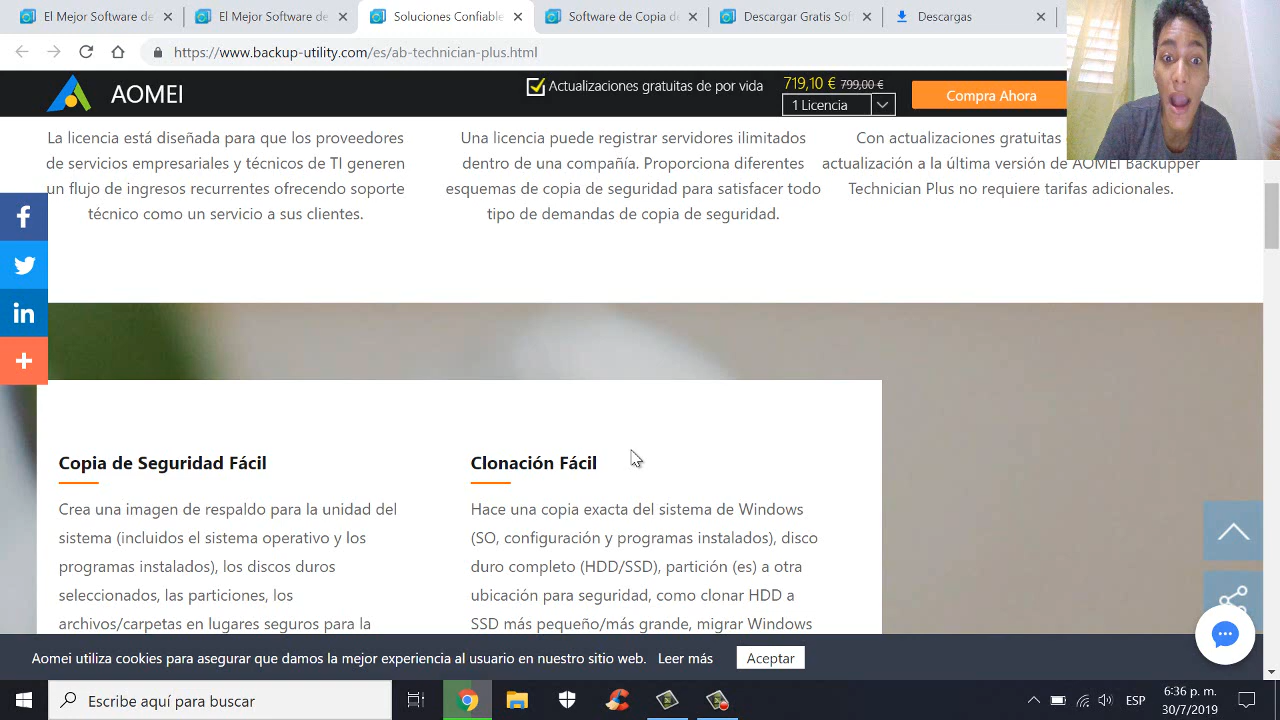 El Mejor Software de
El Mejor Software de
Soluciones Confiable
Software de Copia de
Descargar Gratis Sof
Descargas
https://www.backup-utility.com/es/ab-technician-plus.html
AOMEI
Actualizaciones gratuitas de por vida
719,10 € 799,00 €
1 Licencia
Compra Ahora
La licencia está diseñada para que los proveedores
de servicios empresariales y técnicos de TI generen
un flujo de ingresos recurrentes ofreciendo soporte
técnico como un servicio a sus clientes.
Una licencia puede registrar servidores ilimitados
dentro de una compañía. Proporciona diferentes
esquemas de copia de seguridad para satisfacer todo
tipo de demandas de copia de seguridad.
Con actualizaciones gratuitas
actualización a la última versión de AOMEI Backupper
Technician Plus no requiere tarifas adicionales.
Copia de Seguridad Fácil
Crea una imagen de respaldo para la unidad del
sistema (incluidos el sistema operativo y los
programas instalados), los discos duros
seleccionados, las particiones, los
archivos/carpetas en lugares seguros para la
Clonación Fácil
Hace una copia exacta del sistema de Windows
(SO, configuración y programas instalados), disco
duro completo (HDD/SSD), partición (es) a otra
ubicación para seguridad, como clonar HDD a
SSD más pequeño/más grande, migrar Windows
Aomei utiliza cookies para asegurar que damos la mejor experiencia al usuario en nuestro sitio web. Leer más
Aceptar
Escribe aquí para buscar
ESP
6:36 p. m.
30/7/2019